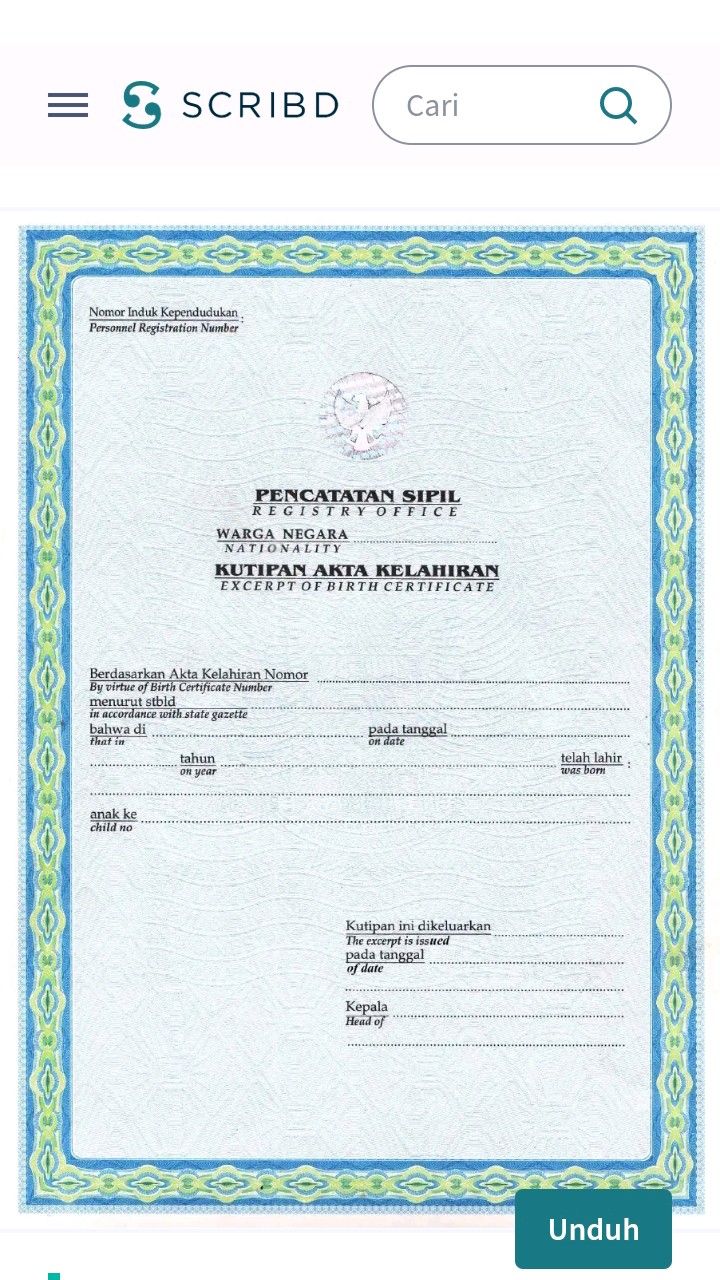 SCRIBD
Cari
Nomor Induk Kependudukan :
Personnel Registration Number
PENCATATAN SIPIL
REGISTRY OFFICE
WARGA NEGARA
NATIONALITY
KUTIPAN AKTA KELAHIRAN
EXCERPT OF BIRTH CERTIFICATE
Berdasarkan Akta Kelahiran Nomor
By virtue of Birth Certificate Number
menurut stbld
in accordance with state gazette
bahwa di pada tanggal
that in on date
tahun telah lahir :
on year was born
anak ke
child no
Kutipan ini dikeluarkan
The excerpt is issued
pada tanggal
of date
Kepala
Head of
Unduh